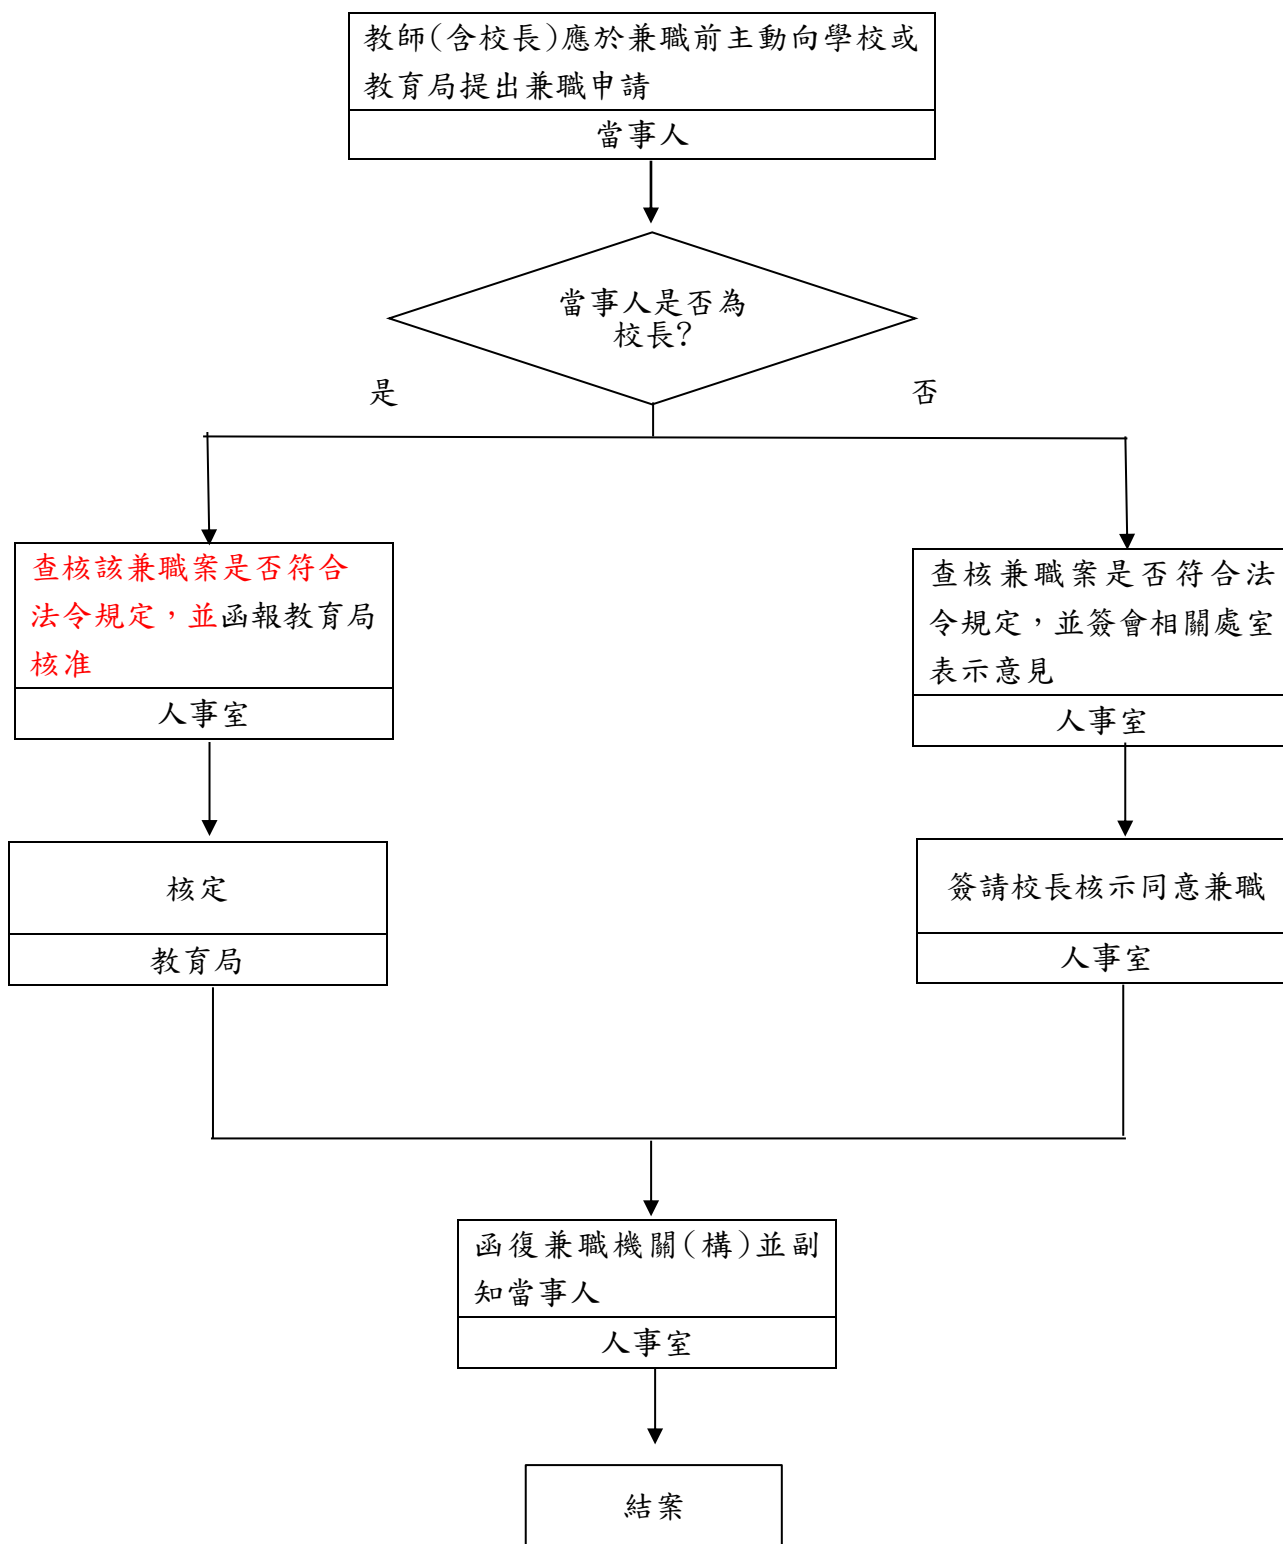 教師(含校長)應於兼職前主動向學校或
教育局提出兼職申請
當事人
當事人是否為
校長?
是
否
查核該兼職案是否符合
法令規定，並函報教育局
核准
人事室
查核兼職案是否符合法
令規定，並簽會相關處室
表示意見
人事室
核定
教育局
簽請校長核示同意兼職
人事室
函復兼職機關(構)並副
知當事人
人事室
結案